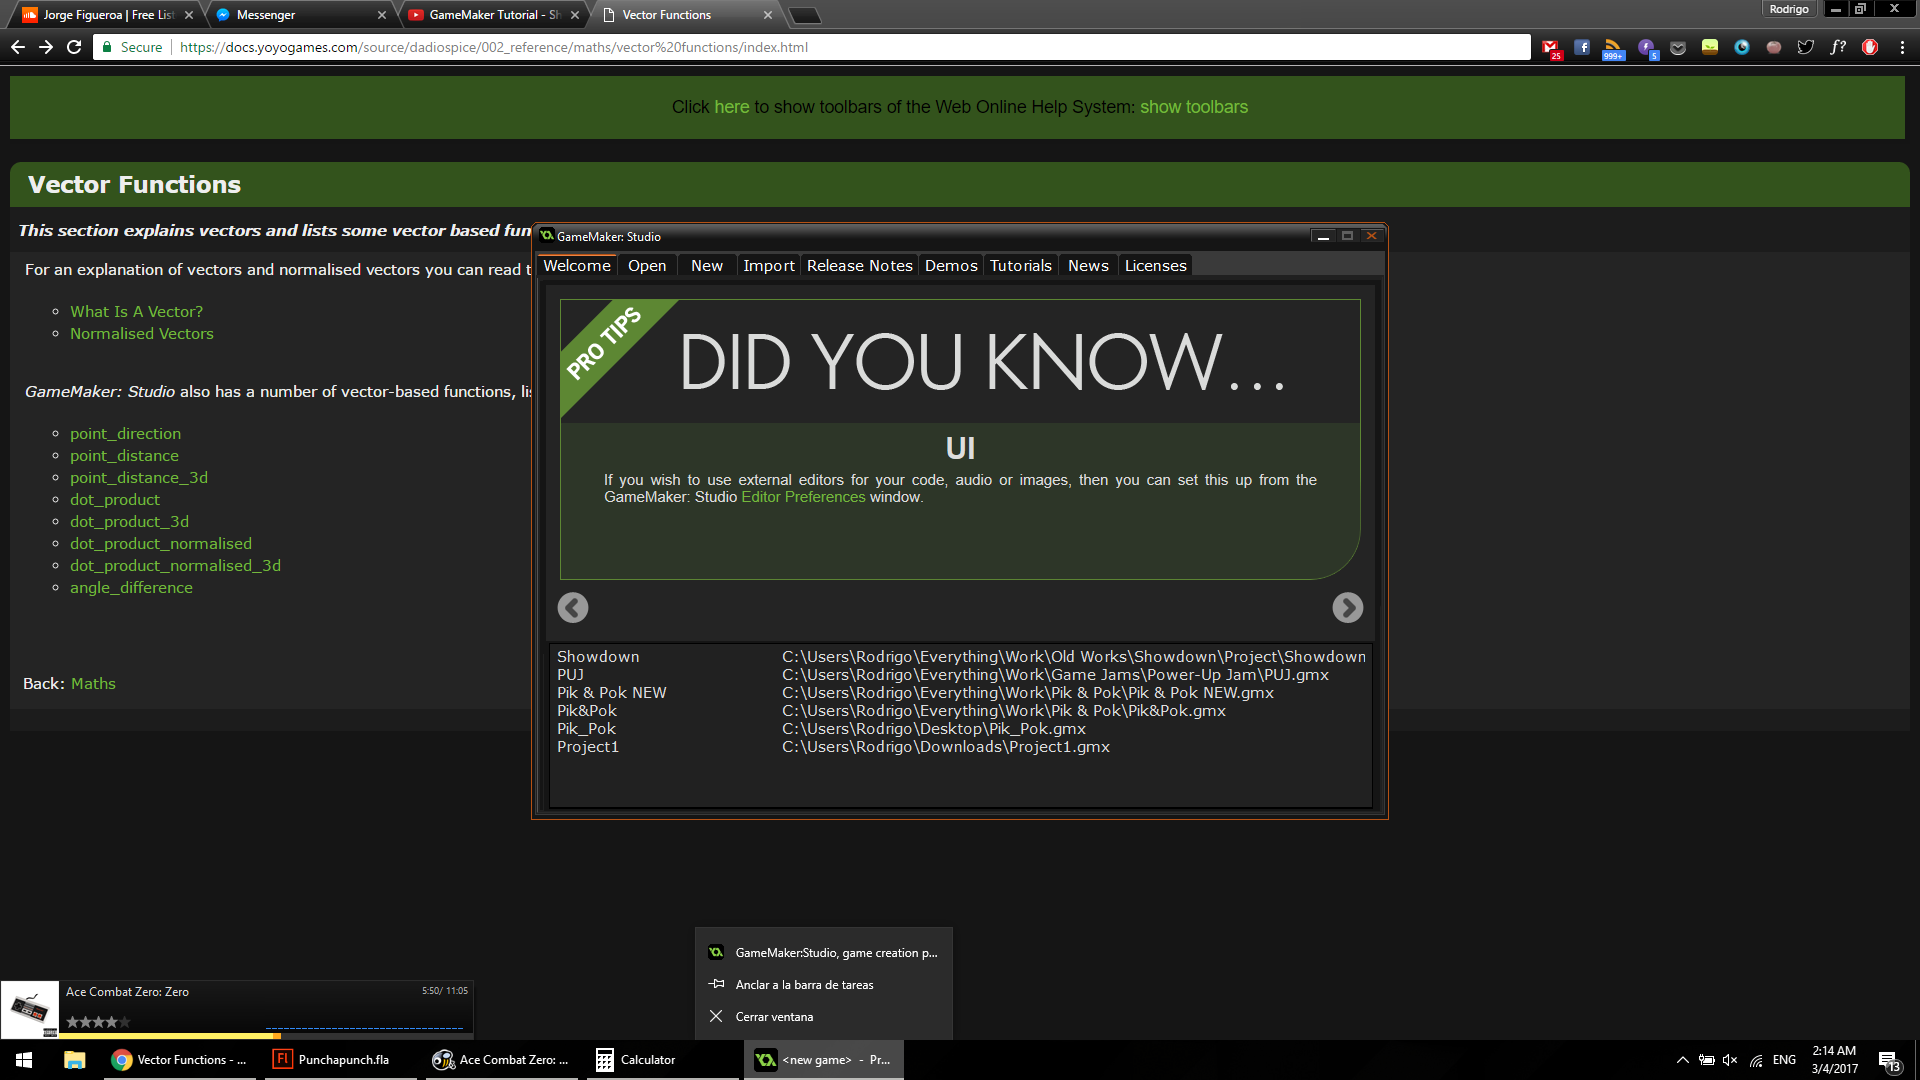 Jorge Figueroa | Free List
Messenger
GameMaker Tutorial - Sh
Vector Functions
Rodrigo
Secure
https://docs.yoyogames.com/source/dadiospice/002_reference/maths/vector%20functions/index.html
25
999+
5
f?
Click here to show toolbars of the Web Online Help System: show toolbars
Vector Functions
This section explains vectors and lists some vector based fun
For an explanation of vectors and normalised vectors you can read t
What Is A Vector?
Normalised Vectors
GameMaker: Studio also has a number of vector-based functions, lis
point_direction
point_distance
point_distance_3d
dot_product
dot_product_3d
dot_product_normalised
dot_product_normalised_3d
angle_difference
Back: Maths
GameMaker: Studio
Welcome Open New Import Release Notes Demos Tutorials News Licenses
PRO TIPS
DID YOU KNOW...
UI
If you wish to use external editors for your code, audio or images, then you can set this up from the
GameMaker: Studio Editor Preferences window.
Showdown C:\Users\Rodrigo\Everything\Work\Old Works\Showdown\Project\Showdown
PUJ C:\Users\Rodrigo\Everything\Work\Game Jams\Power-Up Jam\PUJ.gmx
Pik & Pok NEW C:\Users\Rodrigo\Everything\Work\Pik & Pok\Pik & Pok NEW.gmx
Pik&Pok C:\Users\Rodrigo\Everything\Work\Pik & Pok\Pik&Pok.gmx
Pik_Pok C:\Users\Rodrigo\Desktop\Pik_Pok.gmx
Project1 C:\Users\Rodrigo\Downloads\Project1.gmx
GameMaker:Studio, game creation p...
Anclar a la barra de tareas
Cerrar ventana
Ace Combat Zero: Zero
5:50/ 11:05
Vector Functions - ...
Fl
Punchapunch.fla
Ace Combat Zero: ...
Calculator
<new game> - Pr...
ENG
2:14 AM
3/4/2017
13